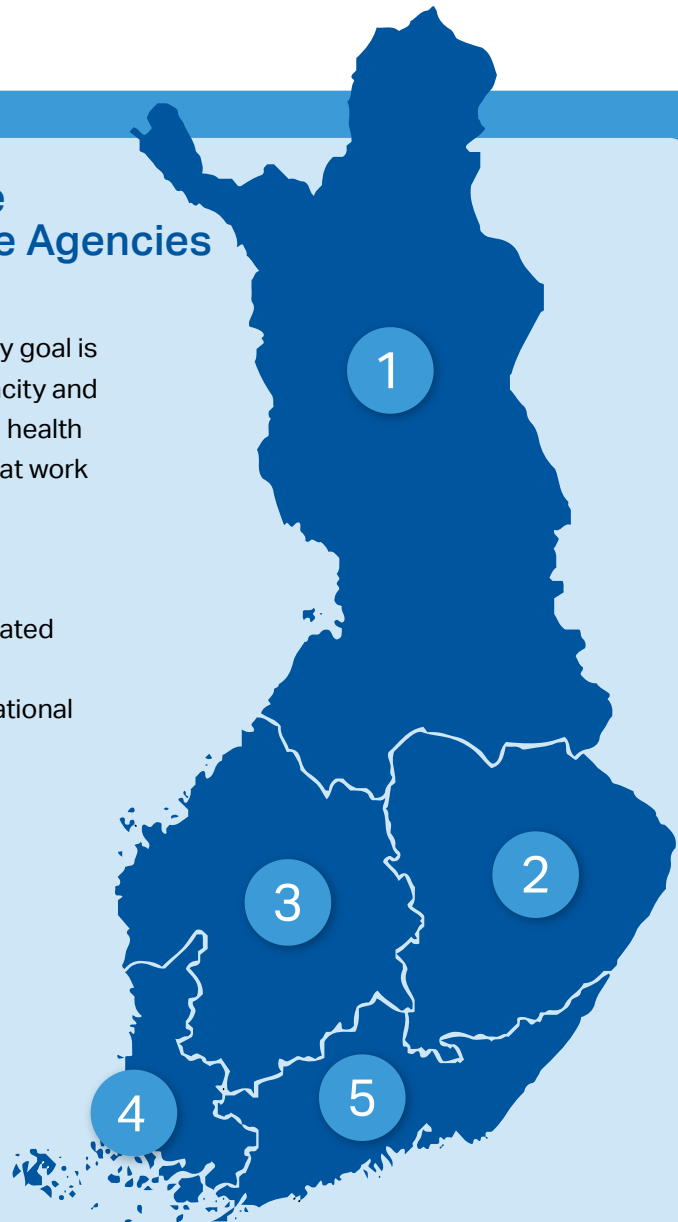 e
e Agencies
y goal is
city and
health
at work
ated
ational
1
2
3
4
5